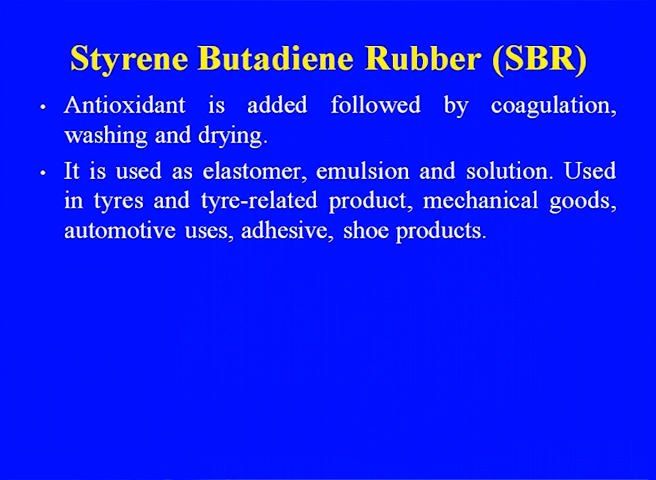 Styrene Butadiene Rubber (SBR)
• Antioxidant is added followed by coagulation,
washing and drying.
• It is used as elastomer, emulsion and solution. Used
in tyres and tyre-related product, mechanical goods,
automotive uses, adhesive, shoe products.